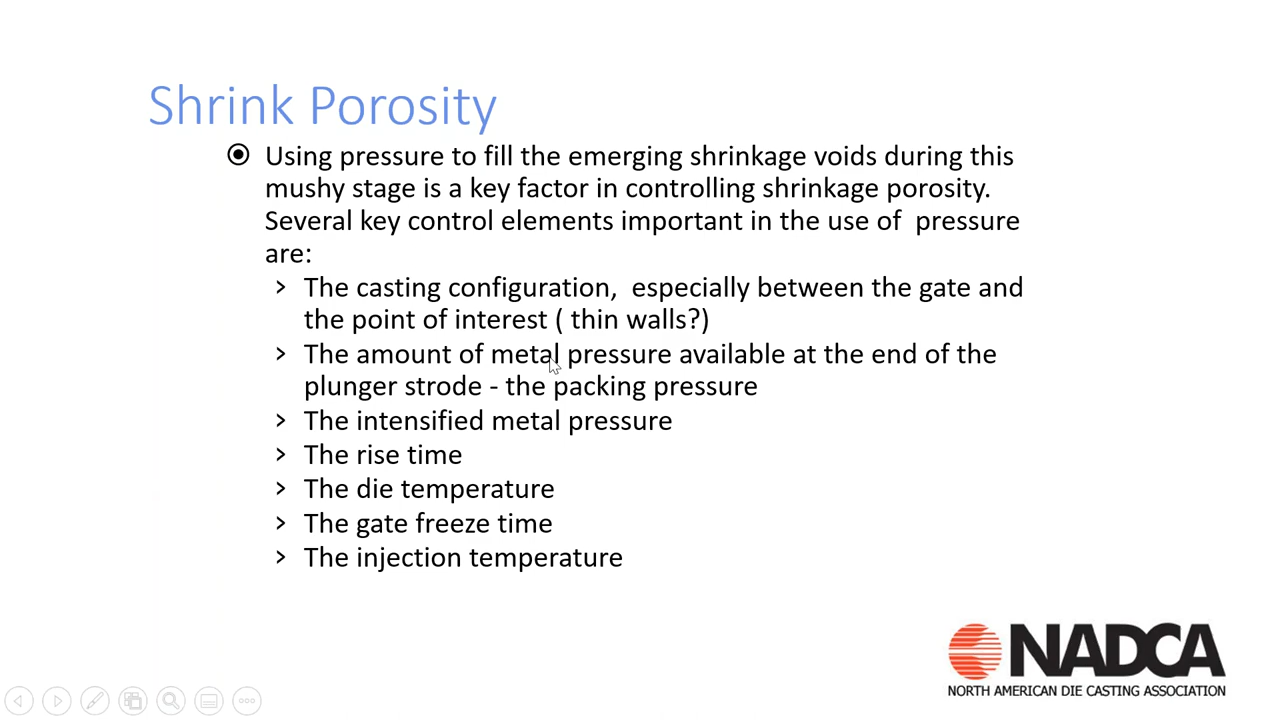 Shrink Porosity
Using pressure to fill the emerging shrinkage voids during this
mushy stage is a key factor in controlling shrinkage porosity.
Several key control elements important in the use of  pressure
are:
The casting configuration,  especially between the gate and
the point of interest ( thin walls?)
The amount of metal pressure available at the end of the
plunger strode - the packing pressure
The intensified metal pressure
The rise time
The die temperature
The gate freeze time
The injection temperature
NADCA
NORTH AMERICAN DIE CASTING ASSOCIATION